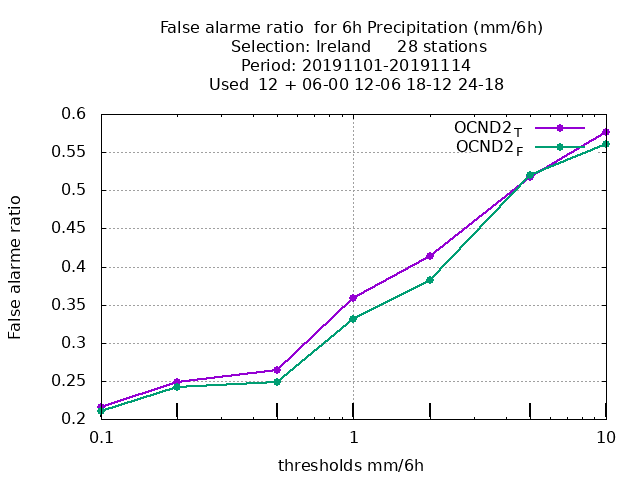 False alarme ratio  for 6h Precipitation (mm/6h)
Selection: Ireland     28 stations
Period: 20191101-20191114
Used  12 + 06-00 12-06 18-12 24-18
OCND2T
OCND2F
0.6
0.55
0.5
0.45
0.4
0.35
0.3
0.25
0.2
False alarme ratio
0.1 1 10
thresholds mm/6h